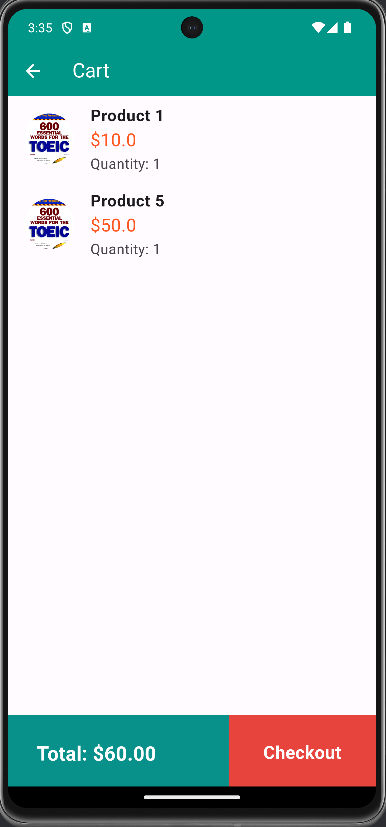 3:35
Cart
600
ESSENTIAL
WORDS FOR THE
TOEIC
Product 1
$10.0
Quantity: 1
600
ESSENTIAL
WORDS FOR THE
TOEIC
Product 5
$50.0
Quantity: 1
Total: $60.00
Checkout